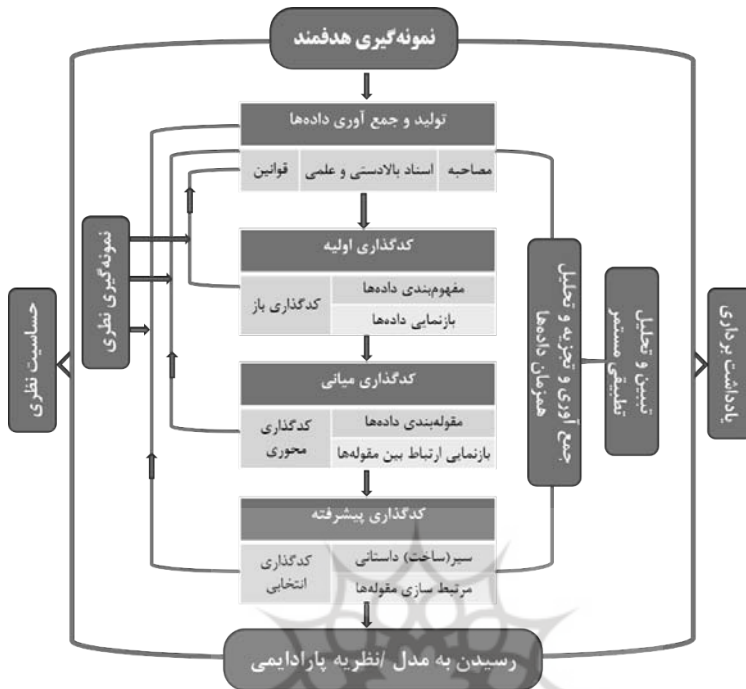 نمونه‌گیری هدفمند
تولید و جمع آوری داده‌ها
مصاحبه
اسناد بالادستی و علمی
قوانین
کدگذاری اولیه
مفهوم‌بندی داده‌ها
بازنمایی داده‌ها
کدگذاری باز
کدگذاری میانی
مقوله‌بندی داده‌ها
بازنمایی ارتباط بین مقوله‌ها
کدگذاری
محوری
کدگذاری پیشرفته
سیر(ساخت) داستانی
مرتبط سازی مقوله‌ها
کدگذاری
انتخابی
رسیدن به مدل /نظریه پارادایمی
یادداشت برداری
تبیین و تحلیل
تطبیقی مستمر
جمع آوری و تجزیه و تحلیل
همزمان داده‌ها
نمونه‌گیری نظری
حساسیت نظری